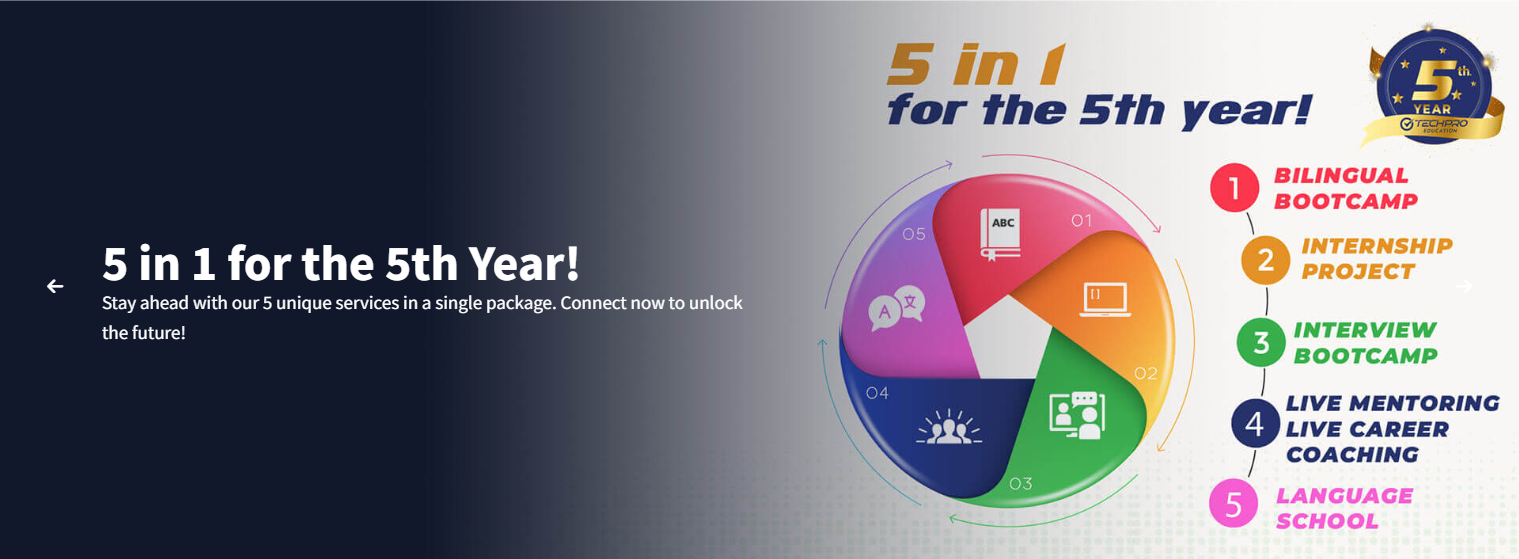 5 in 1
for the 5th year!
5th
YEAR
TECHPRO
EDUCATION
5 in 1 for the 5th Year!
Stay ahead with our 5 unique services in a single package. Connect now to unlock
the future!
ABC
01
[ ]
02
03
04
05
A 文
1
BILINGUAL
BOOTCAMP
2
INTERNSHIP
PROJECT
3
INTERVIEW
BOOTCAMP
4
LIVE MENTORING
LIVE CAREER
COACHING
5
LANGUAGE
SCHOOL